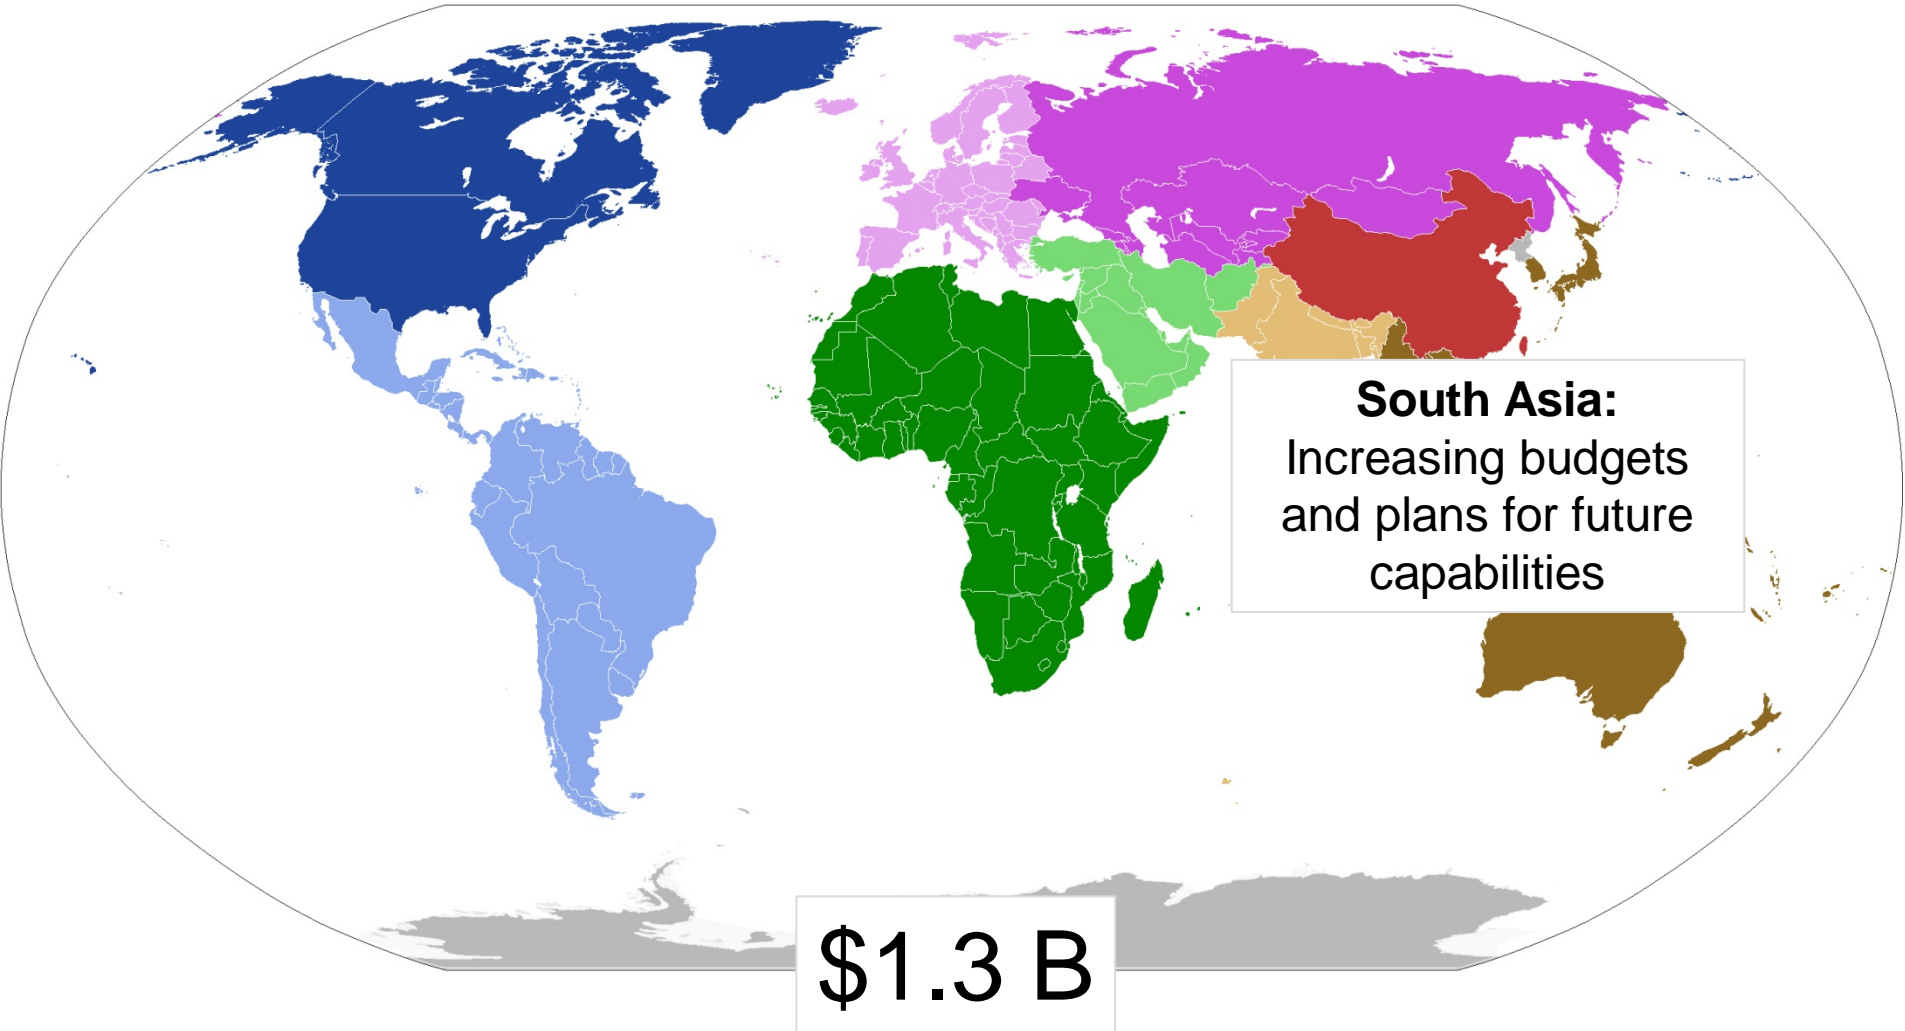 South Asia:
Increasing budgets
and plans for future
capabilities
$1.3 B